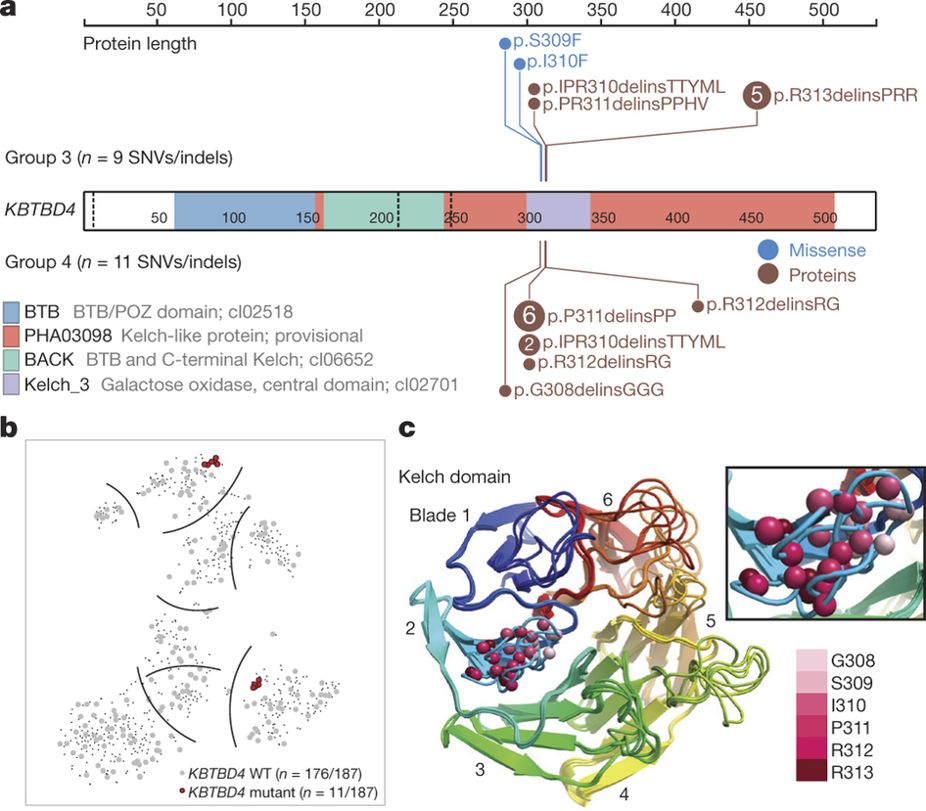 a
50 100 150 200 250 300 350 400 450 500
Protein length
p.S309F
p.I310F
p.IPR310delinsTTYML
p.PR311delinsPPHV
5 p.R313delinsPRR
Group 3 (n = 9 SNVs/indels)
KBTBD4
50 100 150 200 250 300 350 400 450 500
Group 4 (n = 11 SNVs/indels)
Missense
Proteins
p.R312delinsRG
6 p.P311delinsPP
2 p.IPR310delinsTTYML
p.R312delinsRG
p.G308delinsGGG
BTB BTB/POZ domain; cl02518
PHA03098 Kelch-like protein; provisional
BACK BTB and C-terminal Kelch; cl06652
Kelch_3 Galactose oxidase, central domain; cl02701
b
KBTBD4 WT (n = 176/187)
KBTBD4 mutant (n = 11/187)
c
Kelch domain
Blade 1
6
2
5
3
4
G308
S309
I310
P311
R312
R313